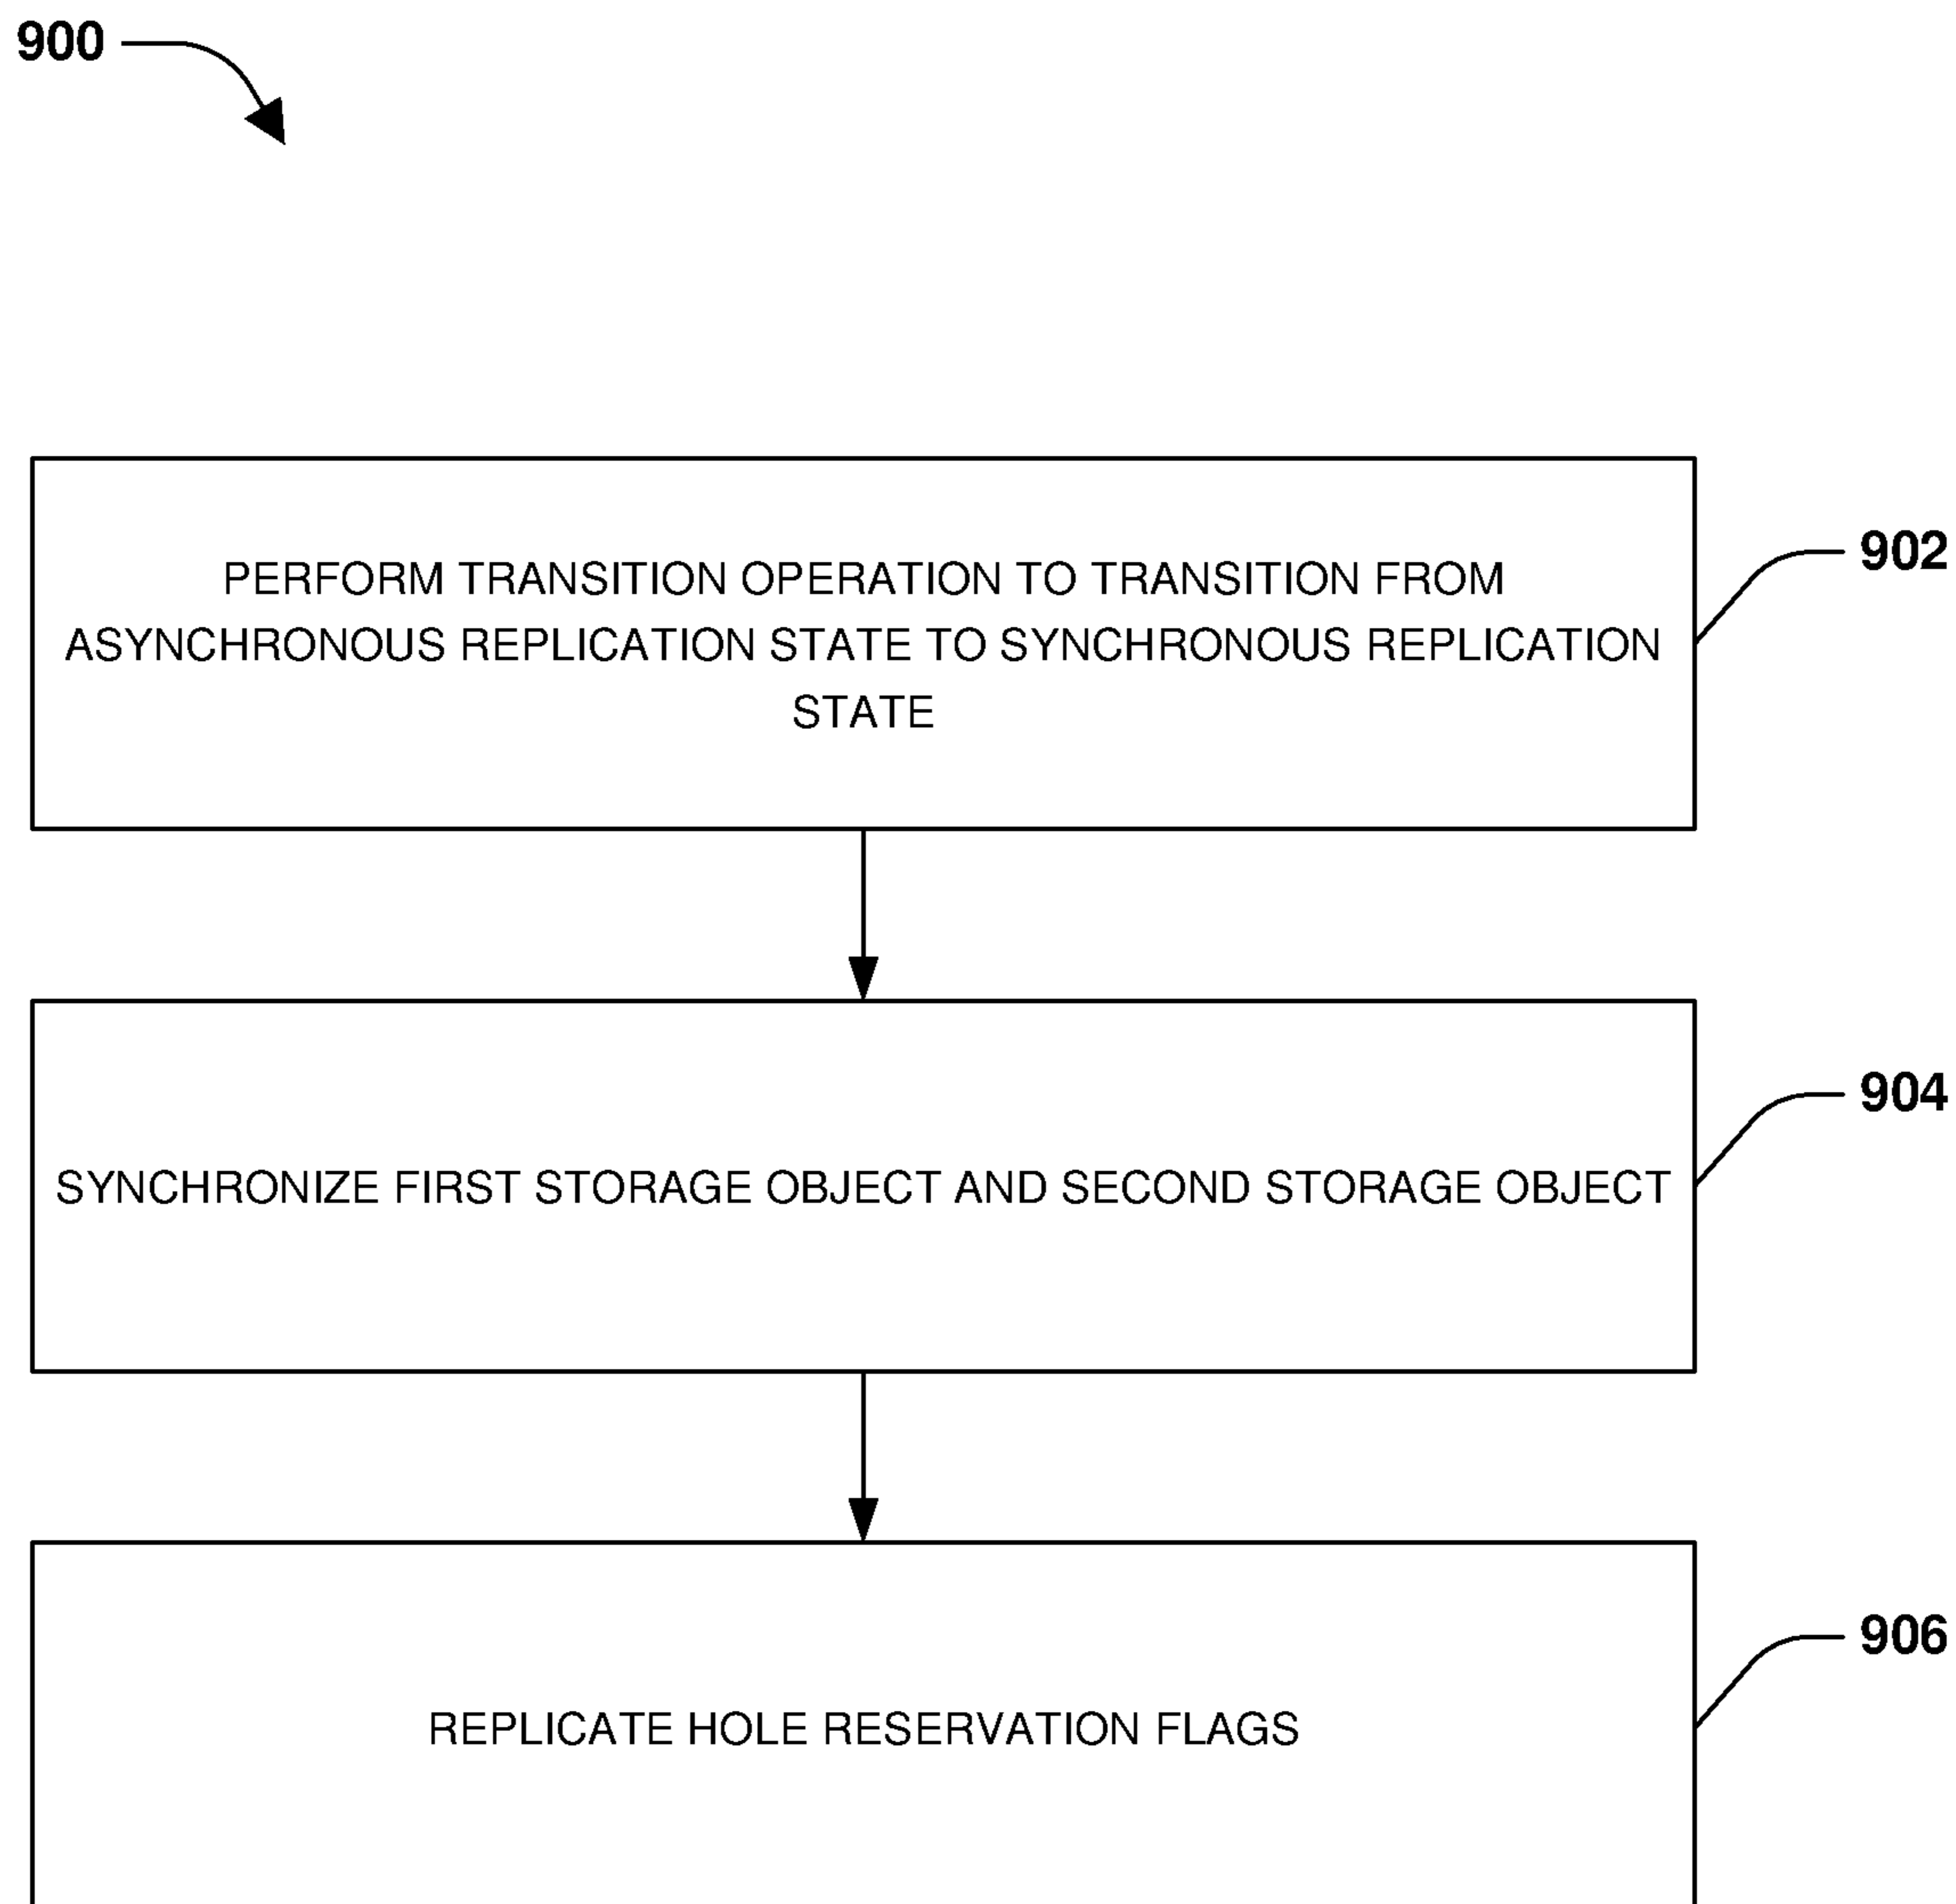 900
PERFORM TRANSITION OPERATION TO TRANSITION FROM
ASYNCHRONOUS REPLICATION STATE TO SYNCHRONOUS REPLICATION
STATE
902
SYNCHRONIZE FIRST STORAGE OBJECT AND SECOND STORAGE OBJECT
904
REPLICATE HOLE RESERVATION FLAGS
906